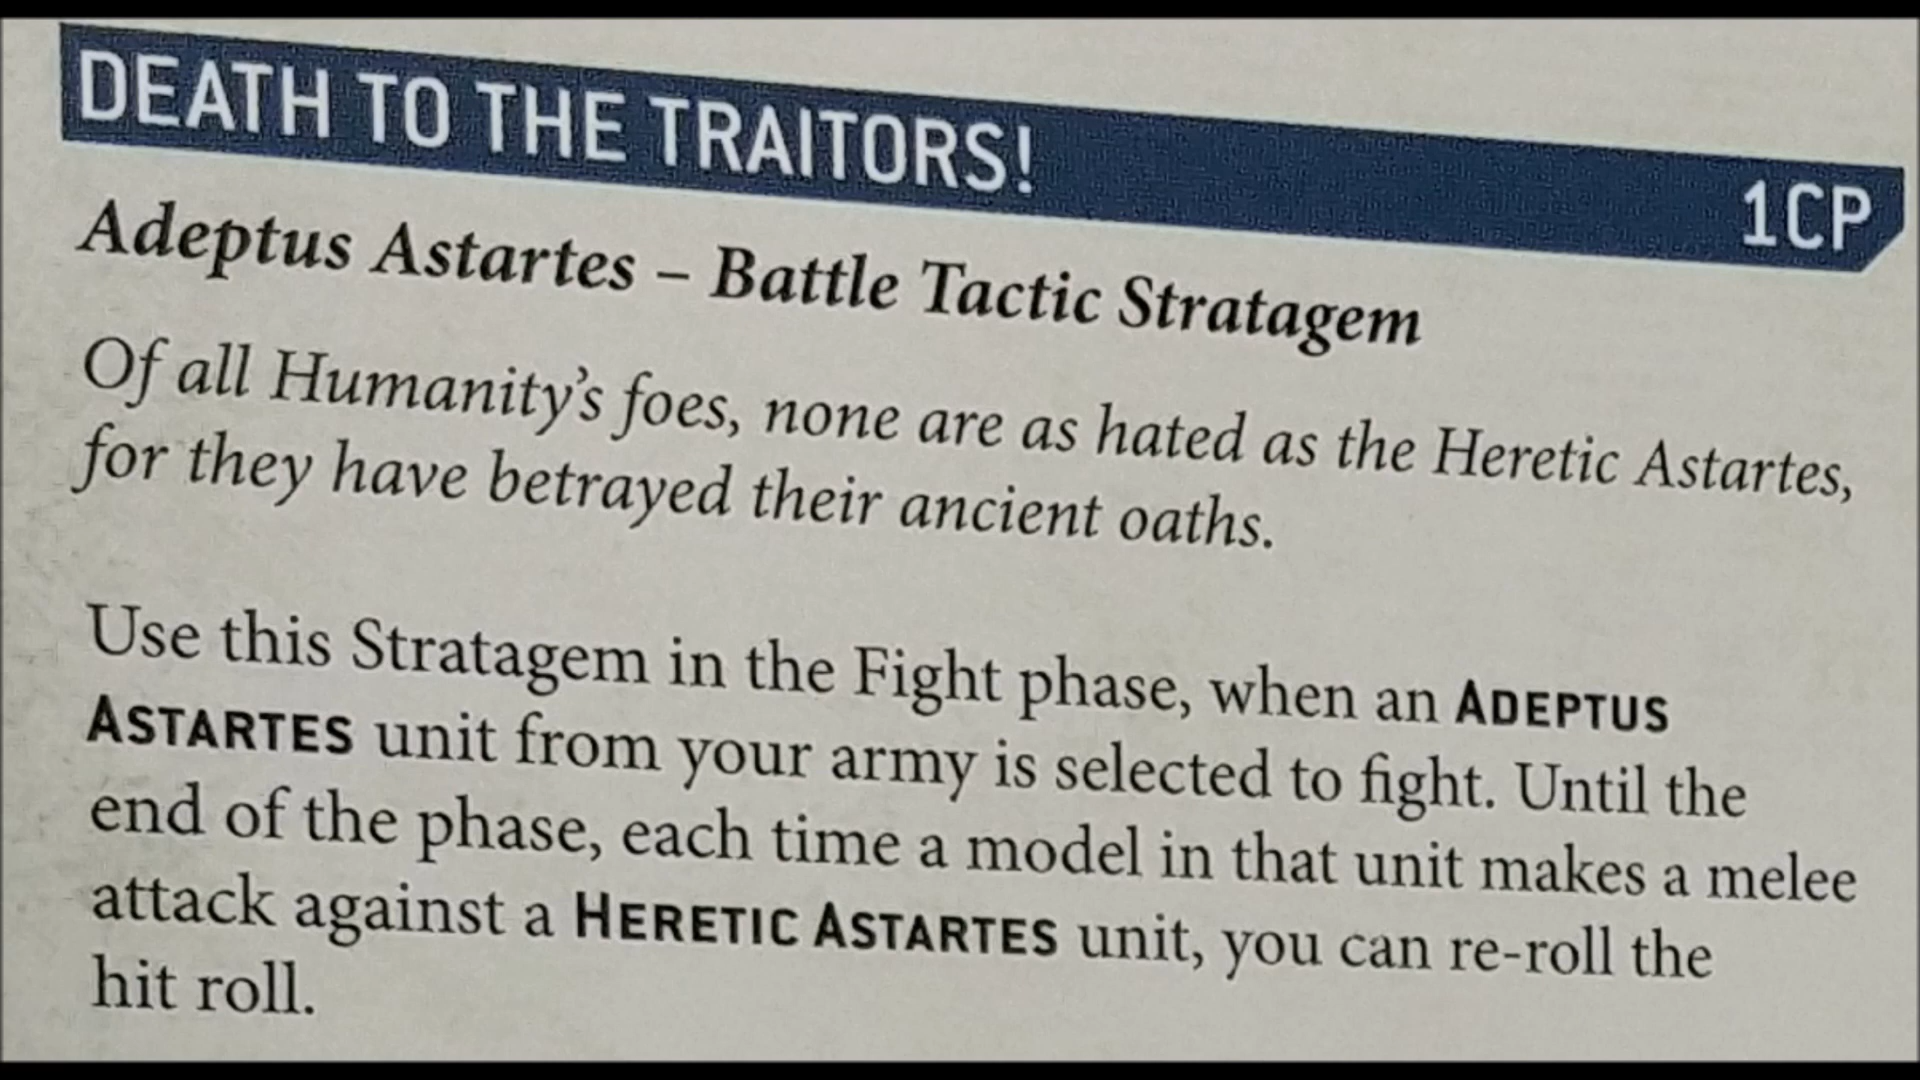 DEATH TO THE TRAITORS!
1CP
Adeptus Astartes – Battle Tactic Stratagem
Of all Humanity’s foes, none are as hated as the Heretic Astartes,
for they have betrayed their ancient oaths.
Use this Stratagem in the Fight phase, when an ADEPTUS
ASTARTES unit from your army is selected to fight. Until the
end of the phase, each time a model in that unit makes a melee
attack against a HERETIC ASTARTES unit, you can re-roll the
hit roll.